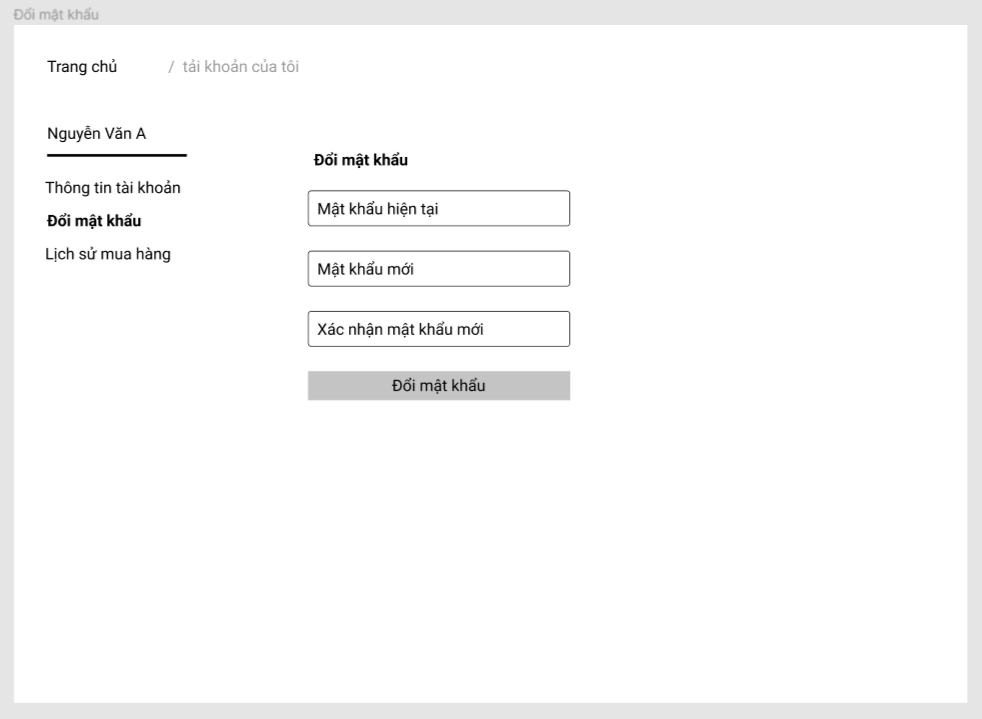 Đổi mật khẩu
Trang chủ / tải khoản của tôi
Nguyễn Văn A
Thông tin tài khoản
Đổi mật khẩu
Lịch sử mua hàng
Đổi mật khẩu
Mật khẩu hiện tại
Mật khẩu mới
Xác nhận mật khẩu mới
Đổi mật khẩu